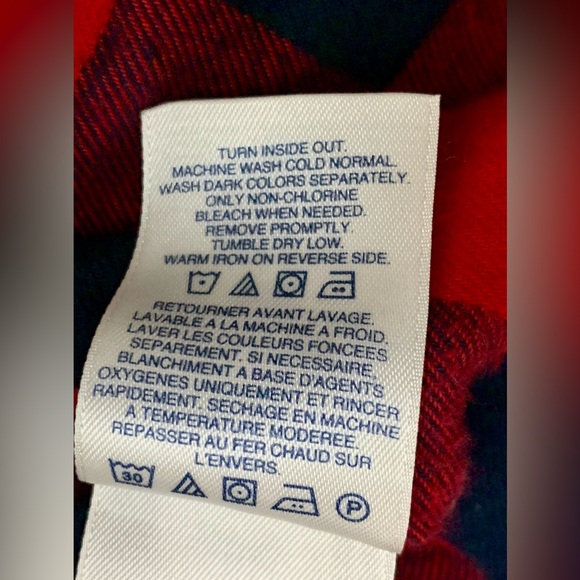 TURN INSIDE OUT.
MACHINE WASH COLD NORMAL.
WASH DARK COLORS SEPARATELY.
ONLY NON-CHLORINE
BLEACH WHEN NEEDED.
REMOVE PROMPTLY.
TUMBLE DRY LOW.
WARM IRON ON REVERSE SIDE.
RETOURNER AVANT LAVAGE.
LAVABLE A LA MACHINE A FROID.
LAVER LES COULEURS FONCEES
SEPAREMENT. SI NECESSAIRE,
BLANCHIMENT A BASE D'AGENTS
OXYGENES UNIQUEMENT ET RINCER
RAPIDEMENT. SECHAGE EN MACHINE
A TEMPERATURE MODEREE.
REPASSER AU FER CHAUD SUR
L'ENVERS.
30 P